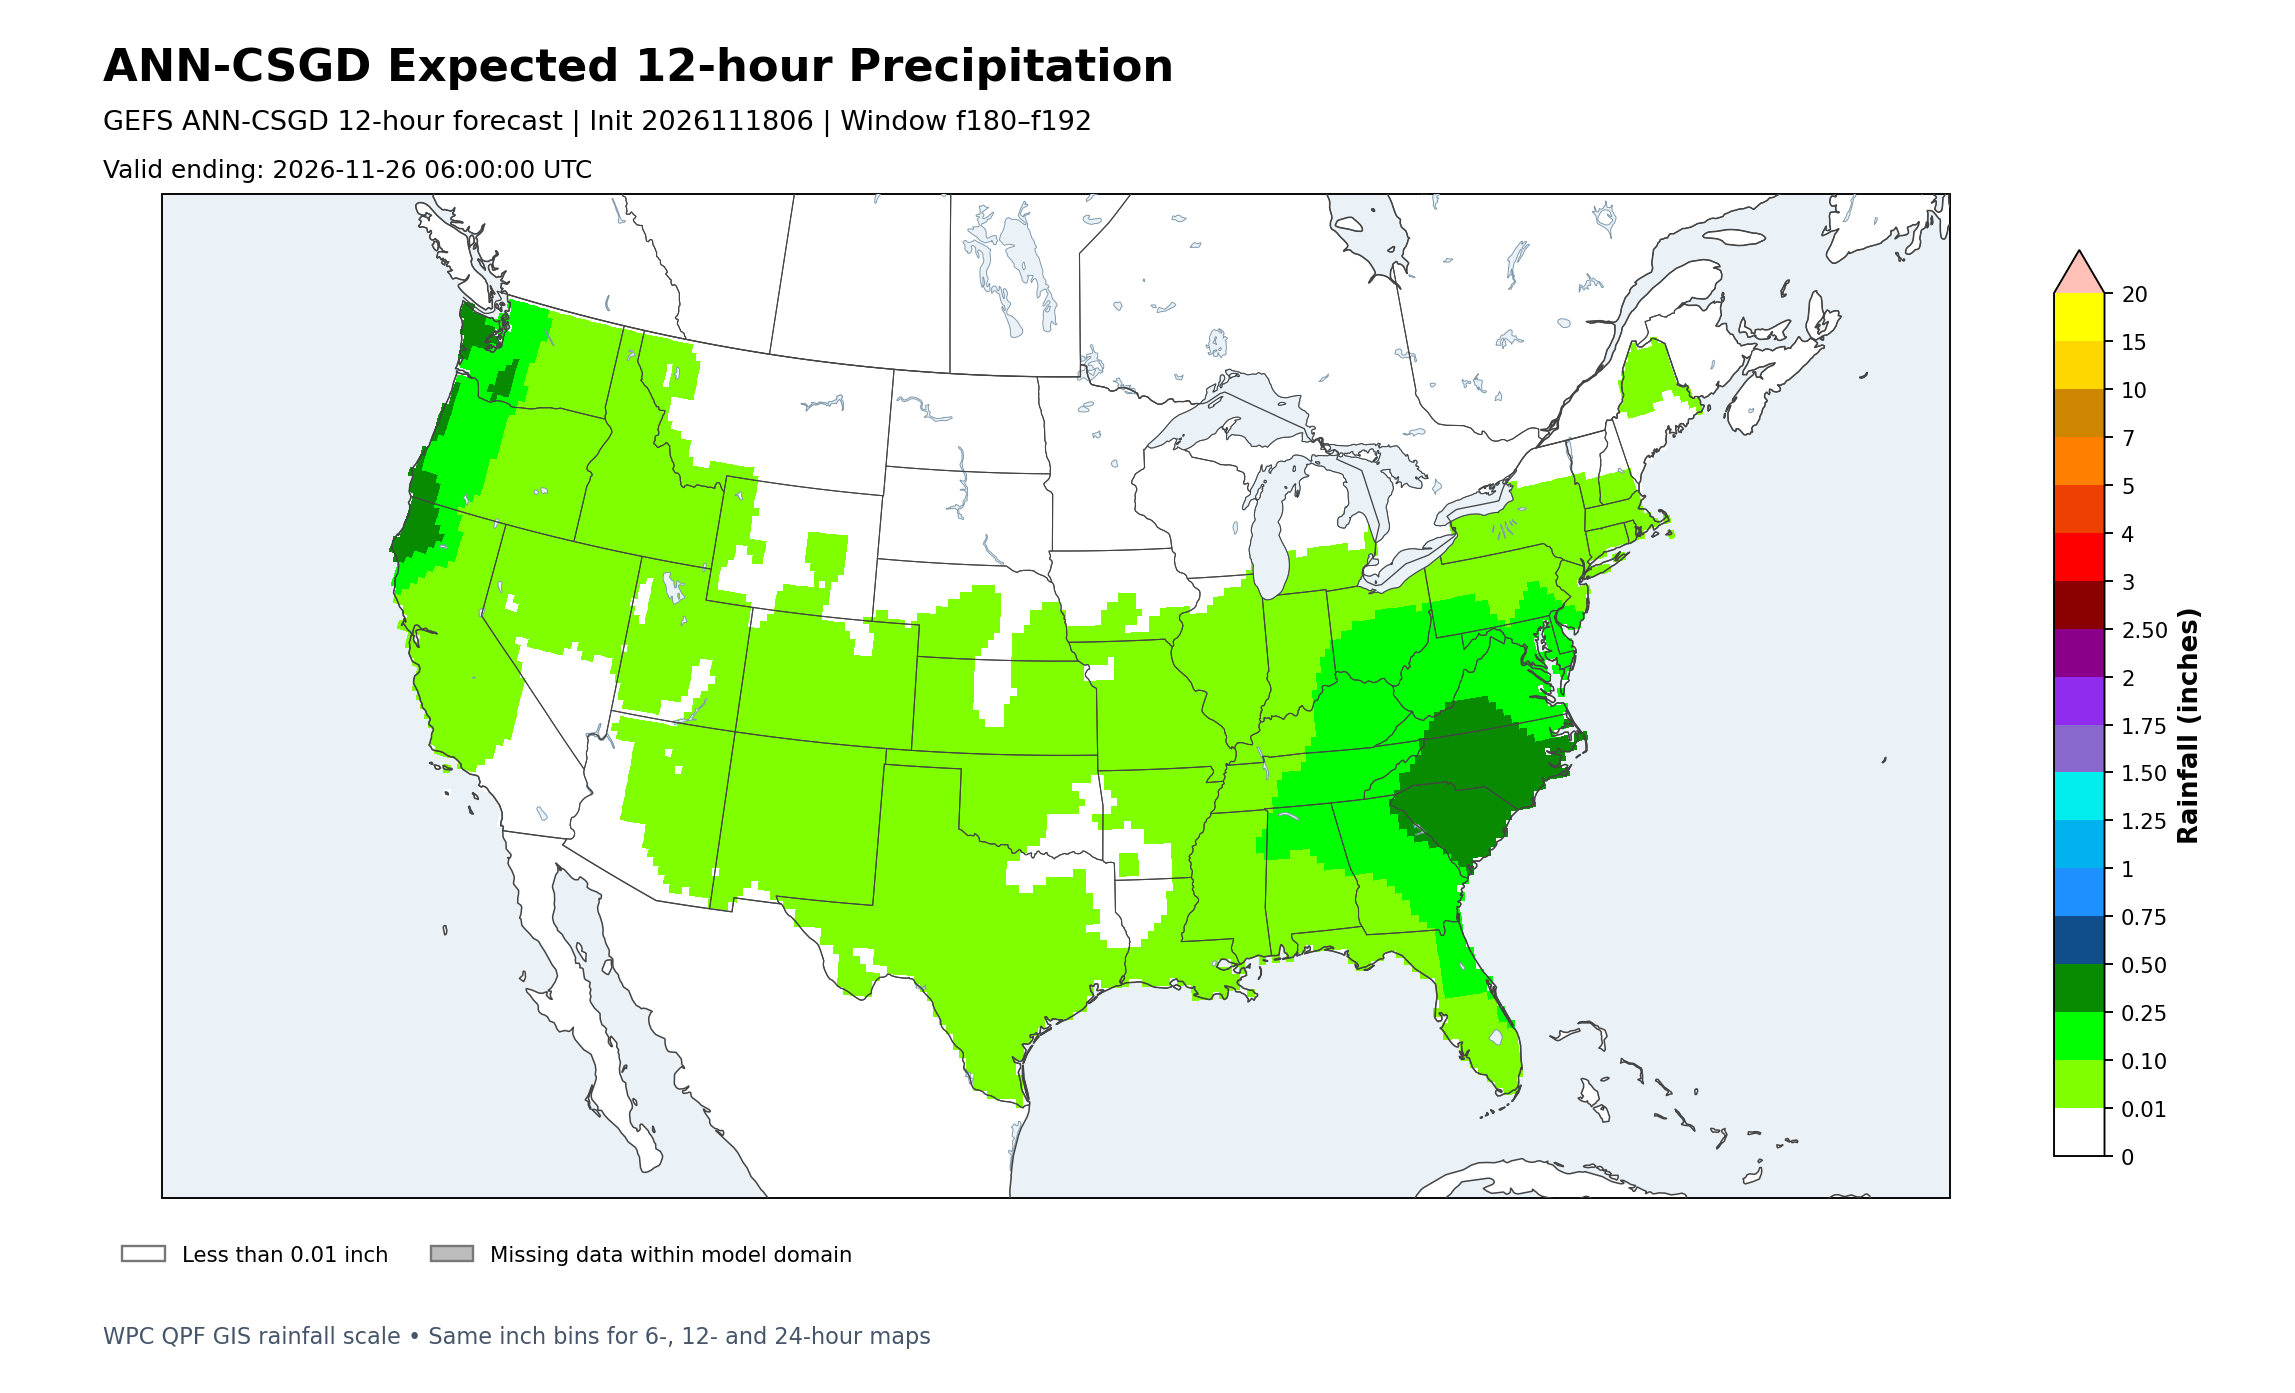 ANN-CSGD Expected 12-hour Precipitation
GEFS ANN-CSGD 12-hour forecast | Init 2026111806 | Window f180–f192
Valid ending: 2026-11-26 06:00:00 UTC
20
15
10
7
5
4
3
2.50
2
1.75
1.50
1.25
1
0.75
0.50
0.25
0.10
0.01
0
Rainfall (inches)
Less than 0.01 inch
Missing data within model domain
WPC QPF GIS rainfall scale • Same inch bins for 6-, 12- and 24-hour maps